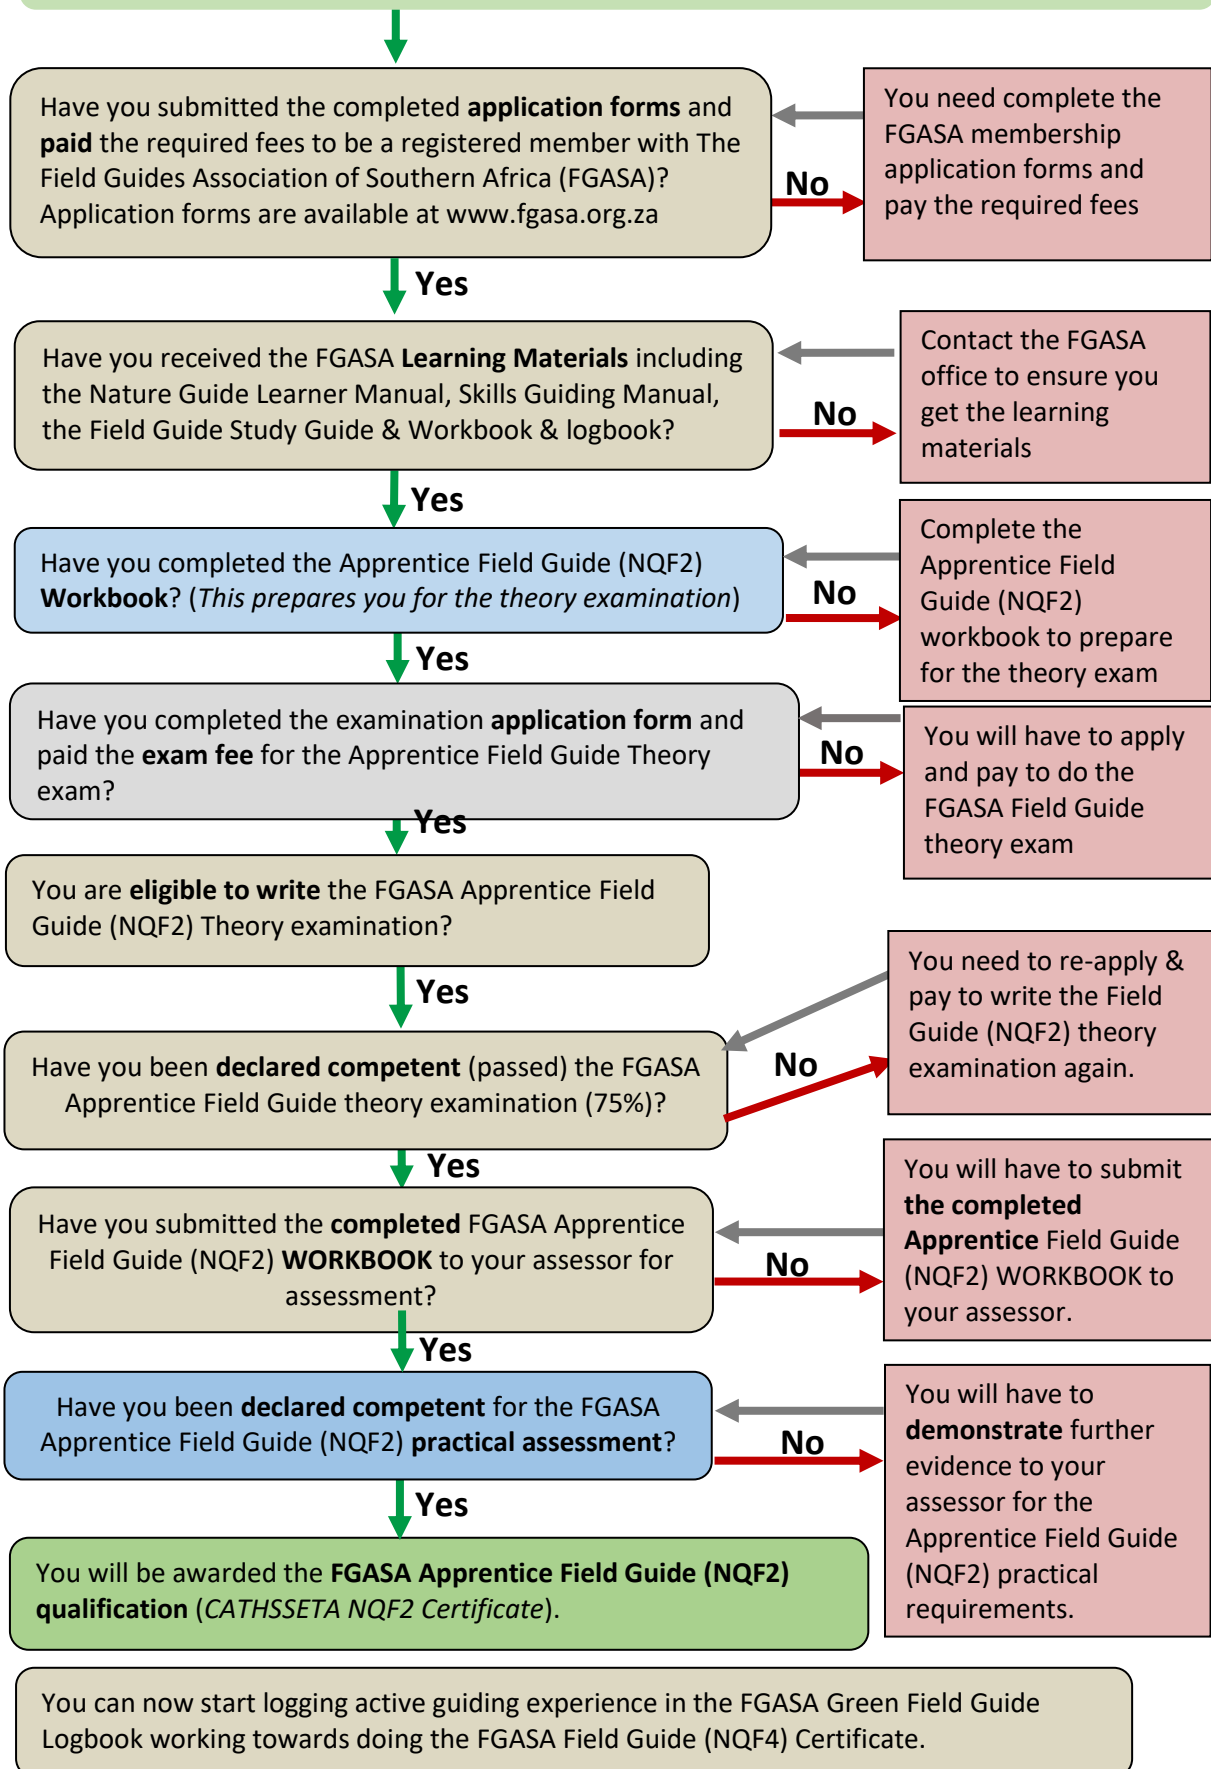 Have you submitted the completed application forms and
paid the required fees to be a registered member with The
Field Guides Association of Southern Africa (FGASA)?
Application forms are available at www.fgasa.org.za
No
You need complete the
FGASA membership
application forms and
pay the required fees
Yes
Have you received the FGASA Learning Materials including
the Nature Guide Learner Manual, Skills Guiding Manual,
the Field Guide Study Guide & Workbook & logbook?
No
Contact the FGASA
office to ensure you
get the learning
materials
Yes
Have you completed the Apprentice Field Guide (NQF2)
Workbook? (This prepares you for the theory examination)
No
Complete the
Apprentice Field
Guide (NQF2)
workbook to prepare
for the theory exam
Yes
Have you completed the examination application form and
paid the exam fee for the Apprentice Field Guide Theory
exam?
No
You will have to apply
and pay to do the
FGASA Field Guide
theory exam
Yes
You are eligible to write the FGASA Apprentice Field
Guide (NQF2) Theory examination?
Yes
Have you been declared competent (passed) the FGASA
Apprentice Field Guide theory examination (75%)?
No
You need to re-apply &
pay to write the Field
Guide (NQF2) theory
examination again.
Yes
Have you submitted the completed FGASA Apprentice
Field Guide (NQF2) WORKBOOK to your assessor for
assessment?
No
You will have to submit
the completed
Apprentice Field Guide
(NQF2) WORKBOOK to
your assessor.
Yes
Have you been declared competent for the FGASA
Apprentice Field Guide (NQF2) practical assessment?
No
You will have to
demonstrate further
evidence to your
assessor for the
Apprentice Field Guide
(NQF2) practical
requirements.
Yes
You will be awarded the FGASA Apprentice Field Guide (NQF2)
qualification (CATHSSETA NQF2 Certificate).
You can now start logging active guiding experience in the FGASA Green Field Guide
Logbook working towards doing the FGASA Field Guide (NQF4) Certificate.